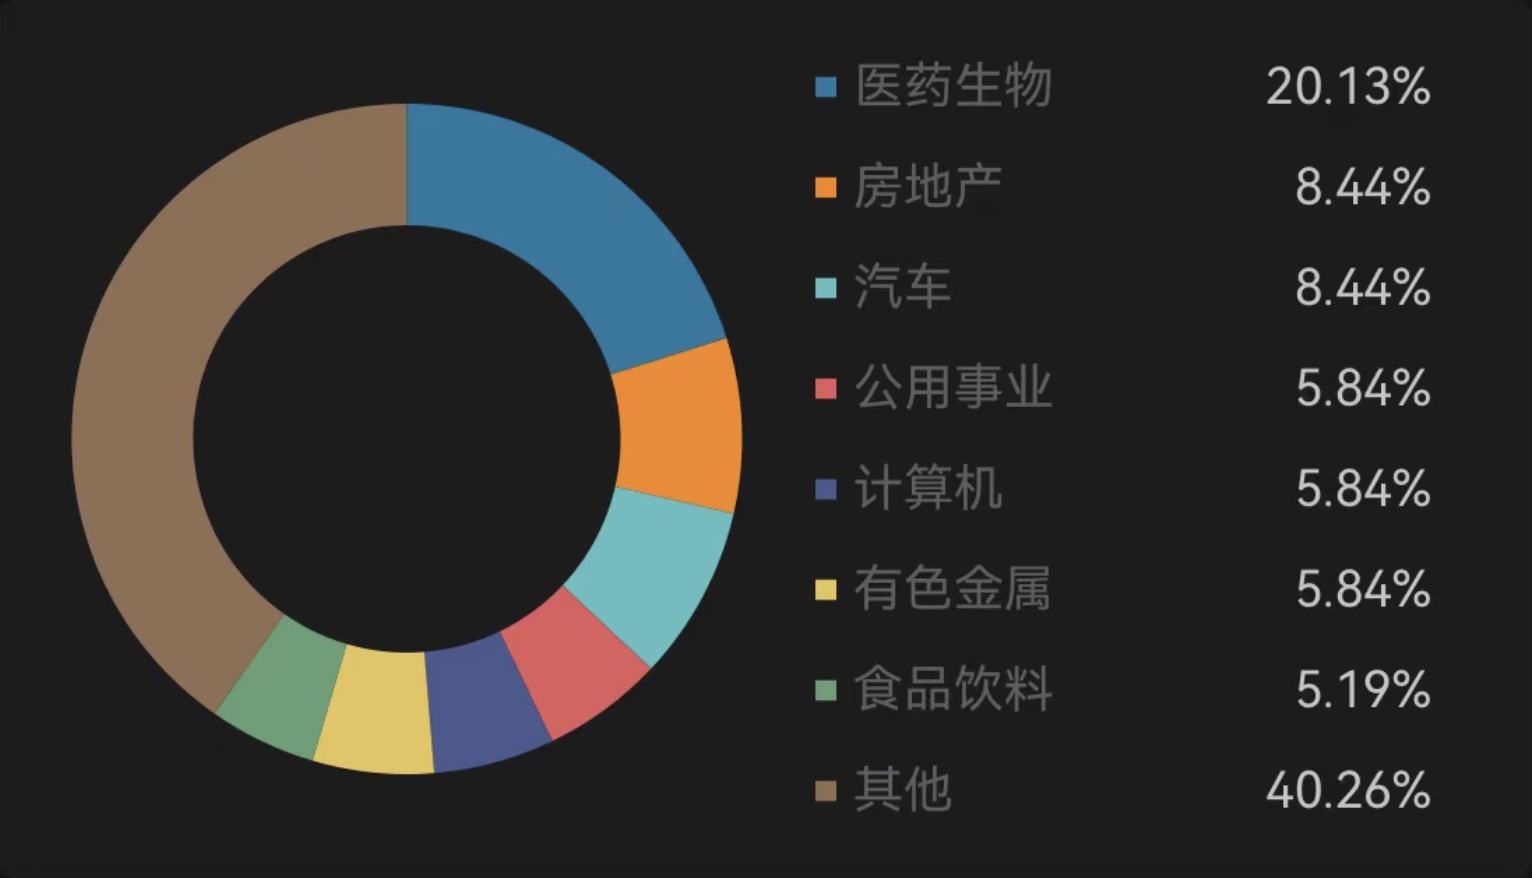 医药生物 20.13%
房地产 8.44%
汽车 8.44%
公用事业 5.84%
计算机 5.84%
有色金属 5.84%
食品饮料 5.19%
其他 40.26%